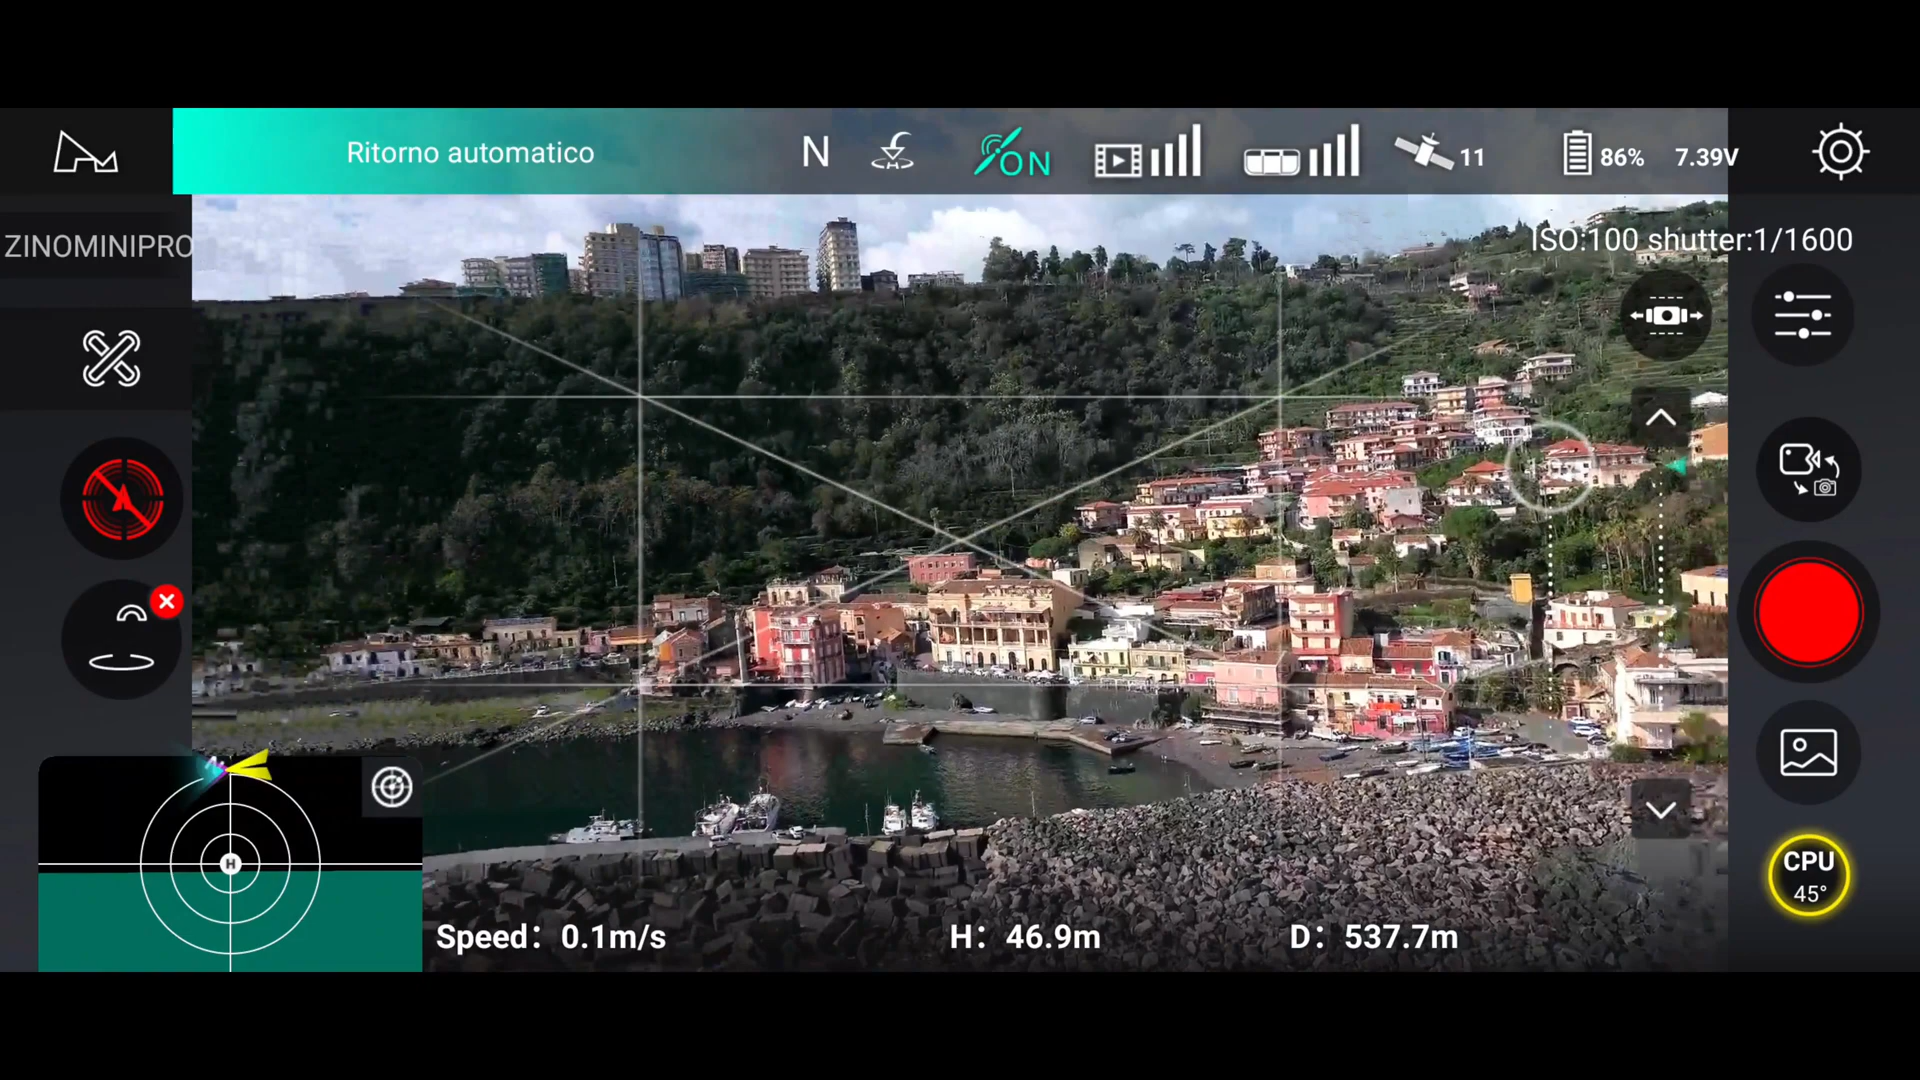 Ritorno automatico N H ON 11 86% 7.39V
ZINOMINIPRO
ISO:100 shutter:1/1600
N
H
CPU
45°
Speed: 0.1m/s H: 46.9m D: 537.7m